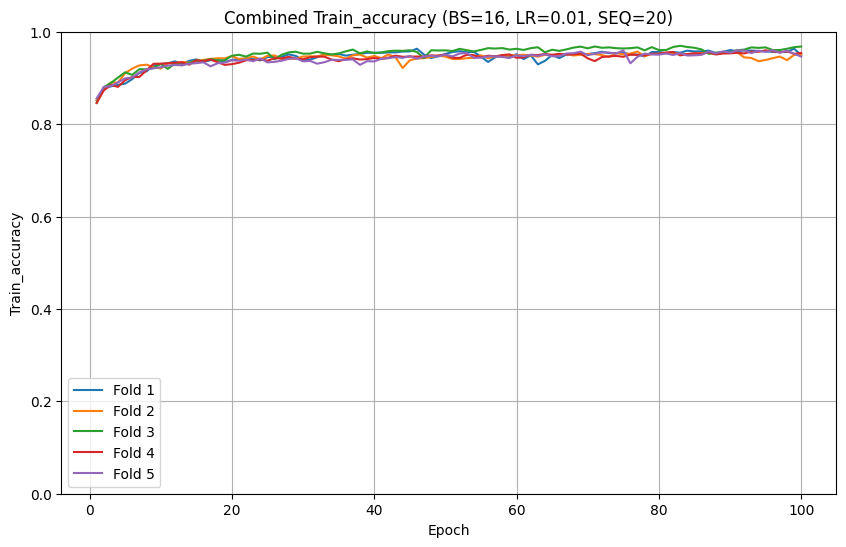 Combined Train_accuracy (BS=16, LR=0.01, SEQ=20)
Train_accuracy
1.0
0.8
0.6
0.4
0.2
0.0
Fold 1
Fold 2
Fold 3
Fold 4
Fold 5
0 20 40 60 80 100
Epoch